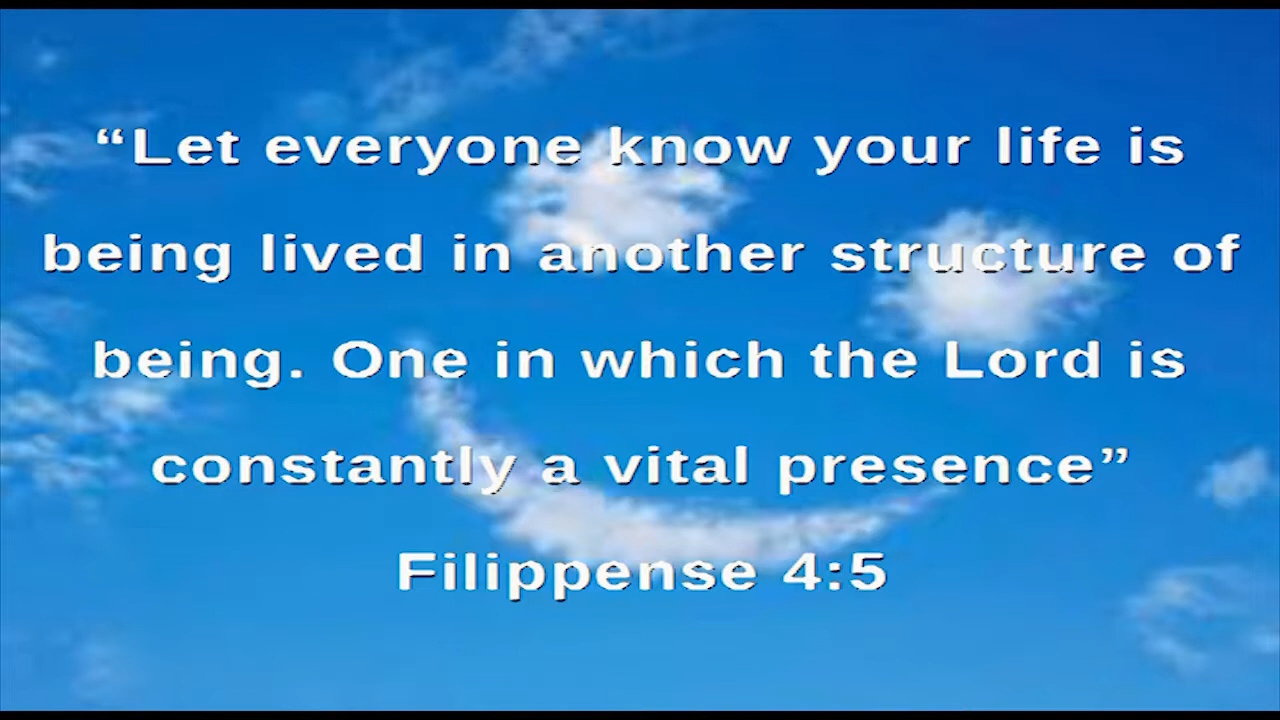 “Let everyone know your life is
being lived in another structure of
being. One in which the Lord is
constantly a vital presence”
Filippense 4:5